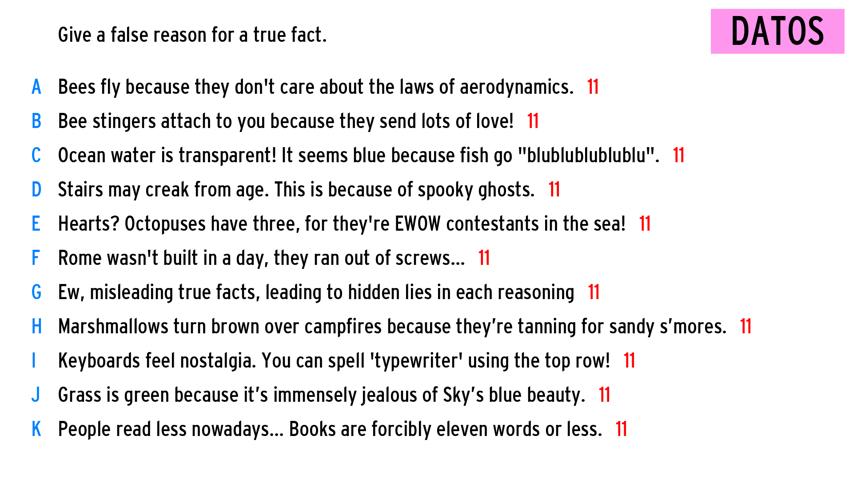 Give a false reason for a true fact.
DATOS
A Bees fly because they don't care about the laws of aerodynamics. 11
B Bee stingers attach to you because they send lots of love! 11
C Ocean water is transparent! It seems blue because fish go "blublublublublu". 11
D Stairs may creak from age. This is because of spooky ghosts. 11
E Hearts? Octopuses have three, for they're EWOW contestants in the sea! 11
F Rome wasn't built in a day, they ran out of screws... 11
G Ew, misleading true facts, leading to hidden lies in each reasoning 11
H Marshmallows turn brown over campfires because they’re tanning for sandy s’mores. 11
I Keyboards feel nostalgia. You can spell 'typewriter' using the top row! 11
J Grass is green because it’s immensely jealous of Sky’s blue beauty. 11
K People read less nowadays... Books are forcibly eleven words or less. 11